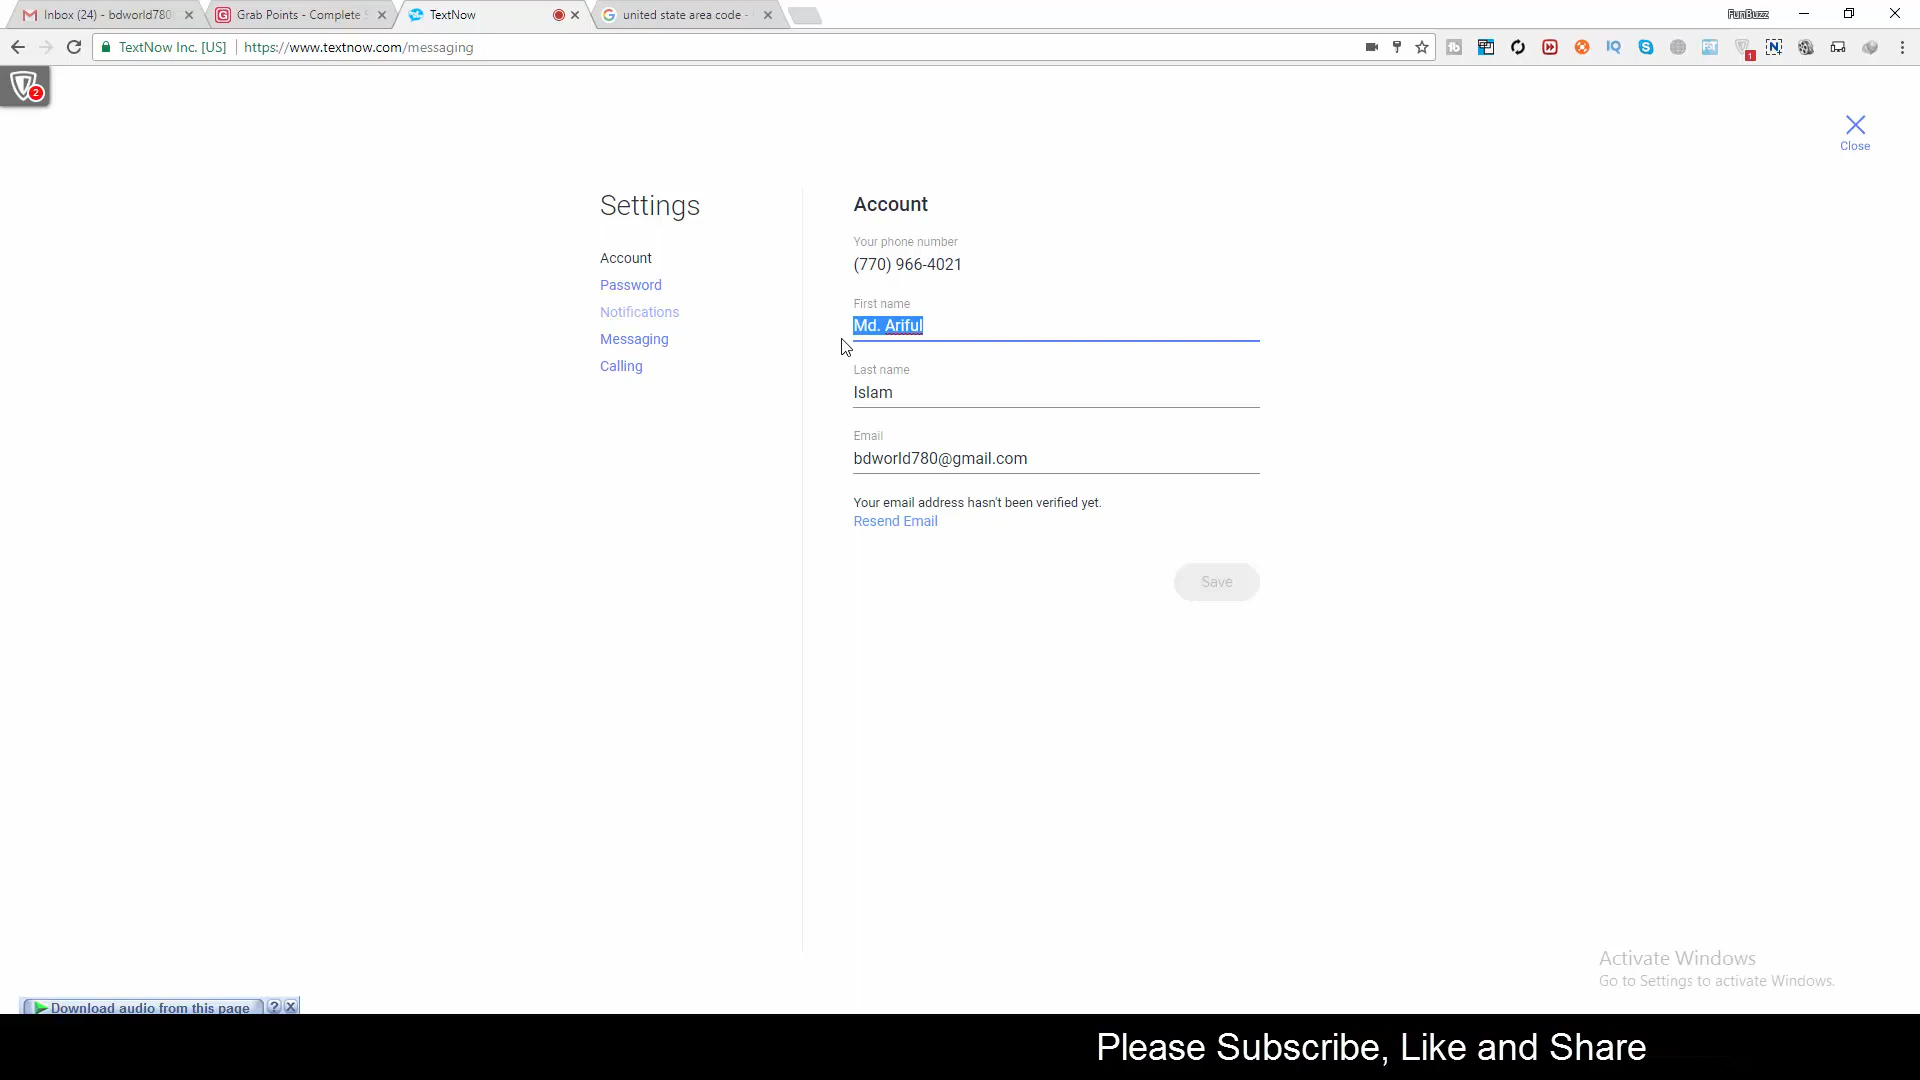 Inbox (24) - bdworld780
Grab Points - Complete S
TextNow
united state area code -
FunBuzz
TextNow Inc. [US]
https://www.textnow.com/messaging
1
2
Close
Settings
Account
Password
Notifications
Messaging
Calling
Account
Your phone number
(770) 966-4021
First name
Md. Ariful
Last name
Islam
Email
bdworld780@gmail.com
Your email address hasn't been verified yet.
Resend Email
Save
Activate Windows
Go to Settings to activate Windows.
Download audio from this page
Please Subscribe, Like and Share